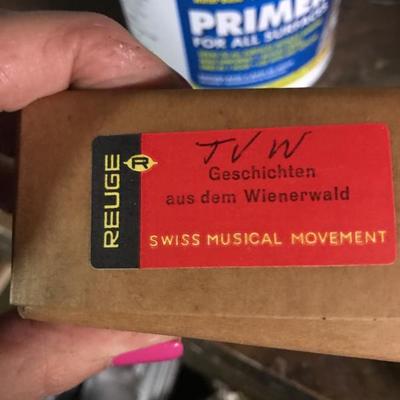 PRIMER
FOR ALL SURFACES
REUGE
R
TVW
Geschichten
aus dem Wienerwald
SWISS MUSICAL MOVEMENT